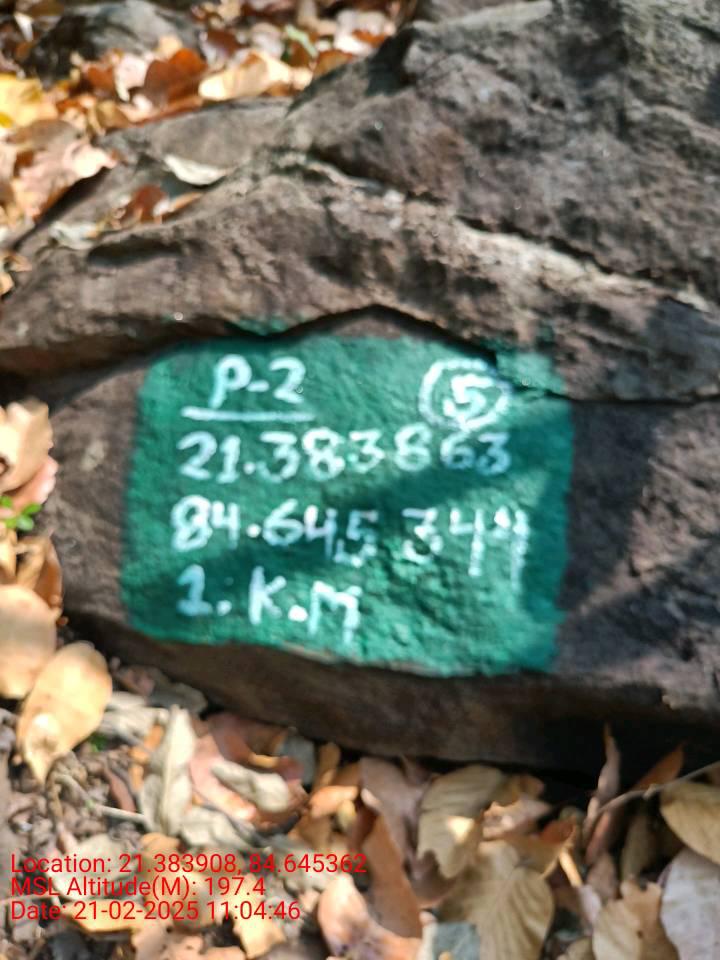 P-2 5
21.383863
84.645344
1. K.M
Location: 21.383908, 84.645362
MSL Altitude(M): 197.4
Date: 21-02-2025 11:04:46